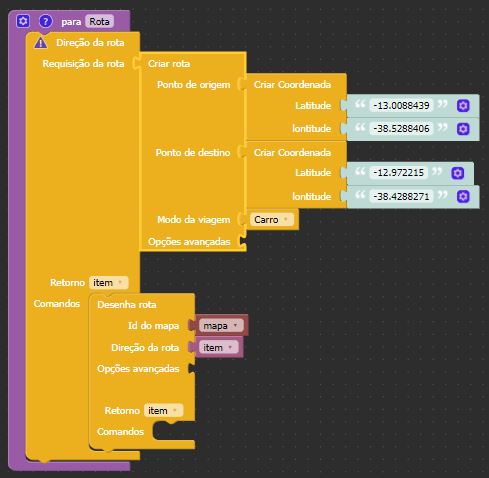 para Rota
Direção da rota
Requisição da rota Criar rota
Ponto de origem Criar Coordenada
Latitude “ -13.0088439 ”
lontitude “ -38.5288406 ”
Ponto de destino Criar Coordenada
Latitude “ -12.972215 ”
lontitude “ -38.4288271 ”
Modo da viagem Carro
Opções avançadas
Retorno item
Comandos Desenha rota
Id do mapa mapa
Direção da rota item
Opções avançadas
Retorno item
Comandos